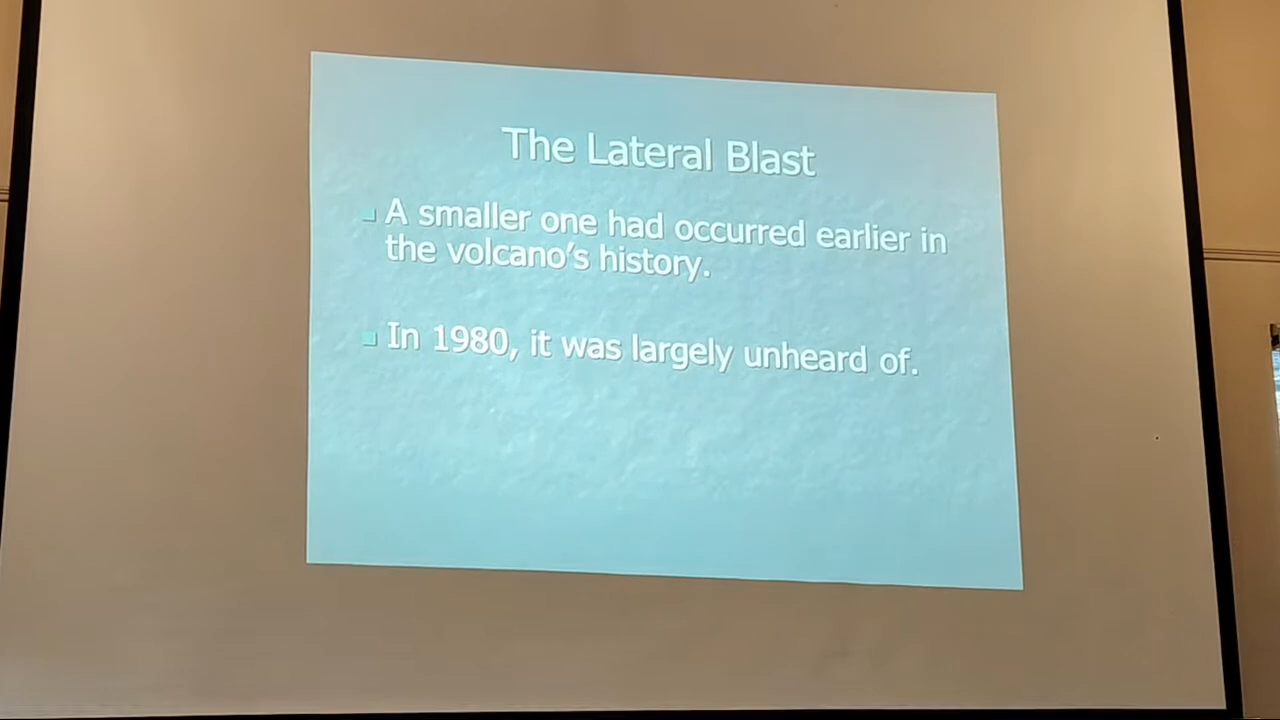 The Lateral Blast
A smaller one had occurred earlier in
the volcano's history.
In 1980, it was largely unheard of.